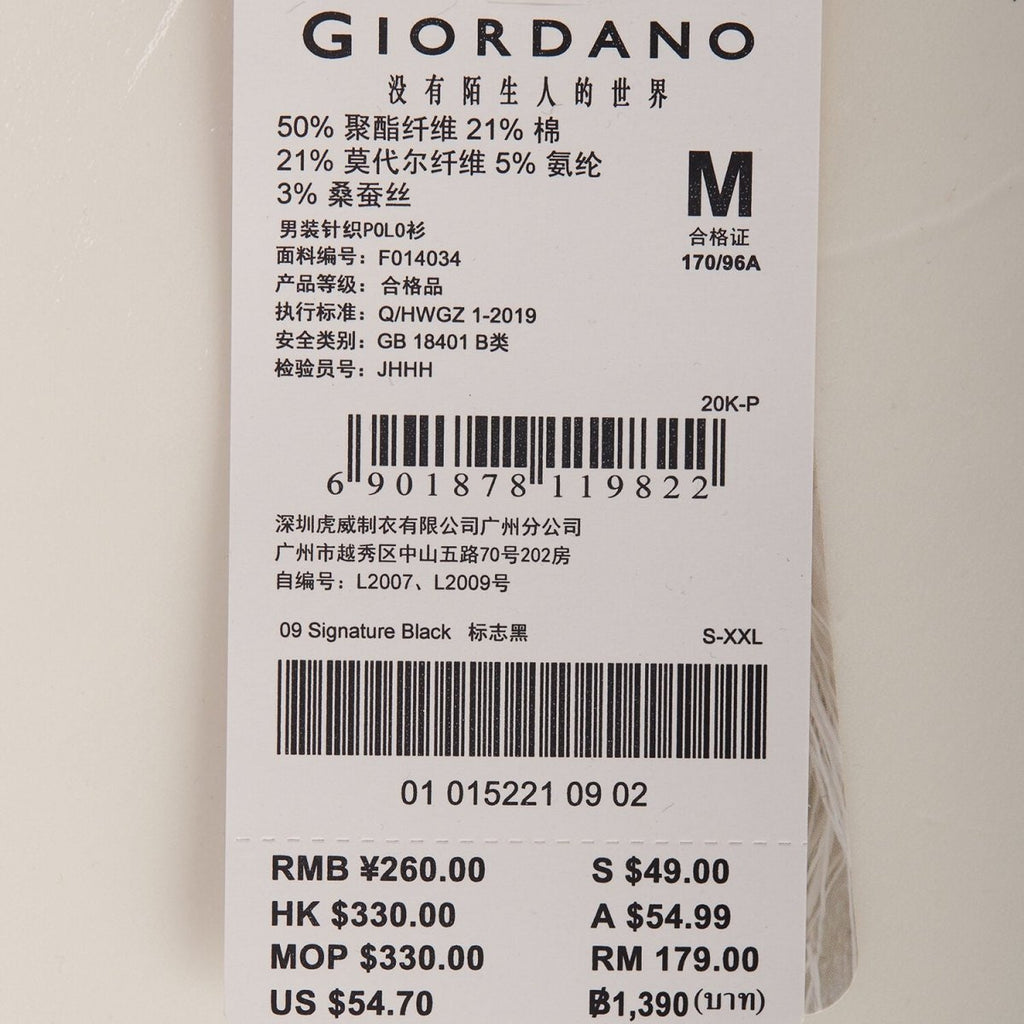 GIORDANO
没有陌生人的世界
50% 聚酯纤维 21% 棉
21% 莫代尔纤维 5% 氨纶
3% 桑蚕丝
M
合格证
170/96A
男装针织POLO衫
面料编号：F014034
产品等级：合格品
执行标准：Q/HWGZ 1-2019
安全类别：GB 18401 B类
检验员号：JHHH
20K-P
6 901878 119822
深圳虎威制衣有限公司广州分公司
广州市越秀区中山五路70号202房
自编号：L2007、L2009号
09 Signature Black 标志黑
S-XXL
01 015221 09 02
RMB ¥260.00
S $49.00
HK $330.00
A $54.99
MOP $330.00
RM 179.00
US $54.70
฿1,390 (บาท)